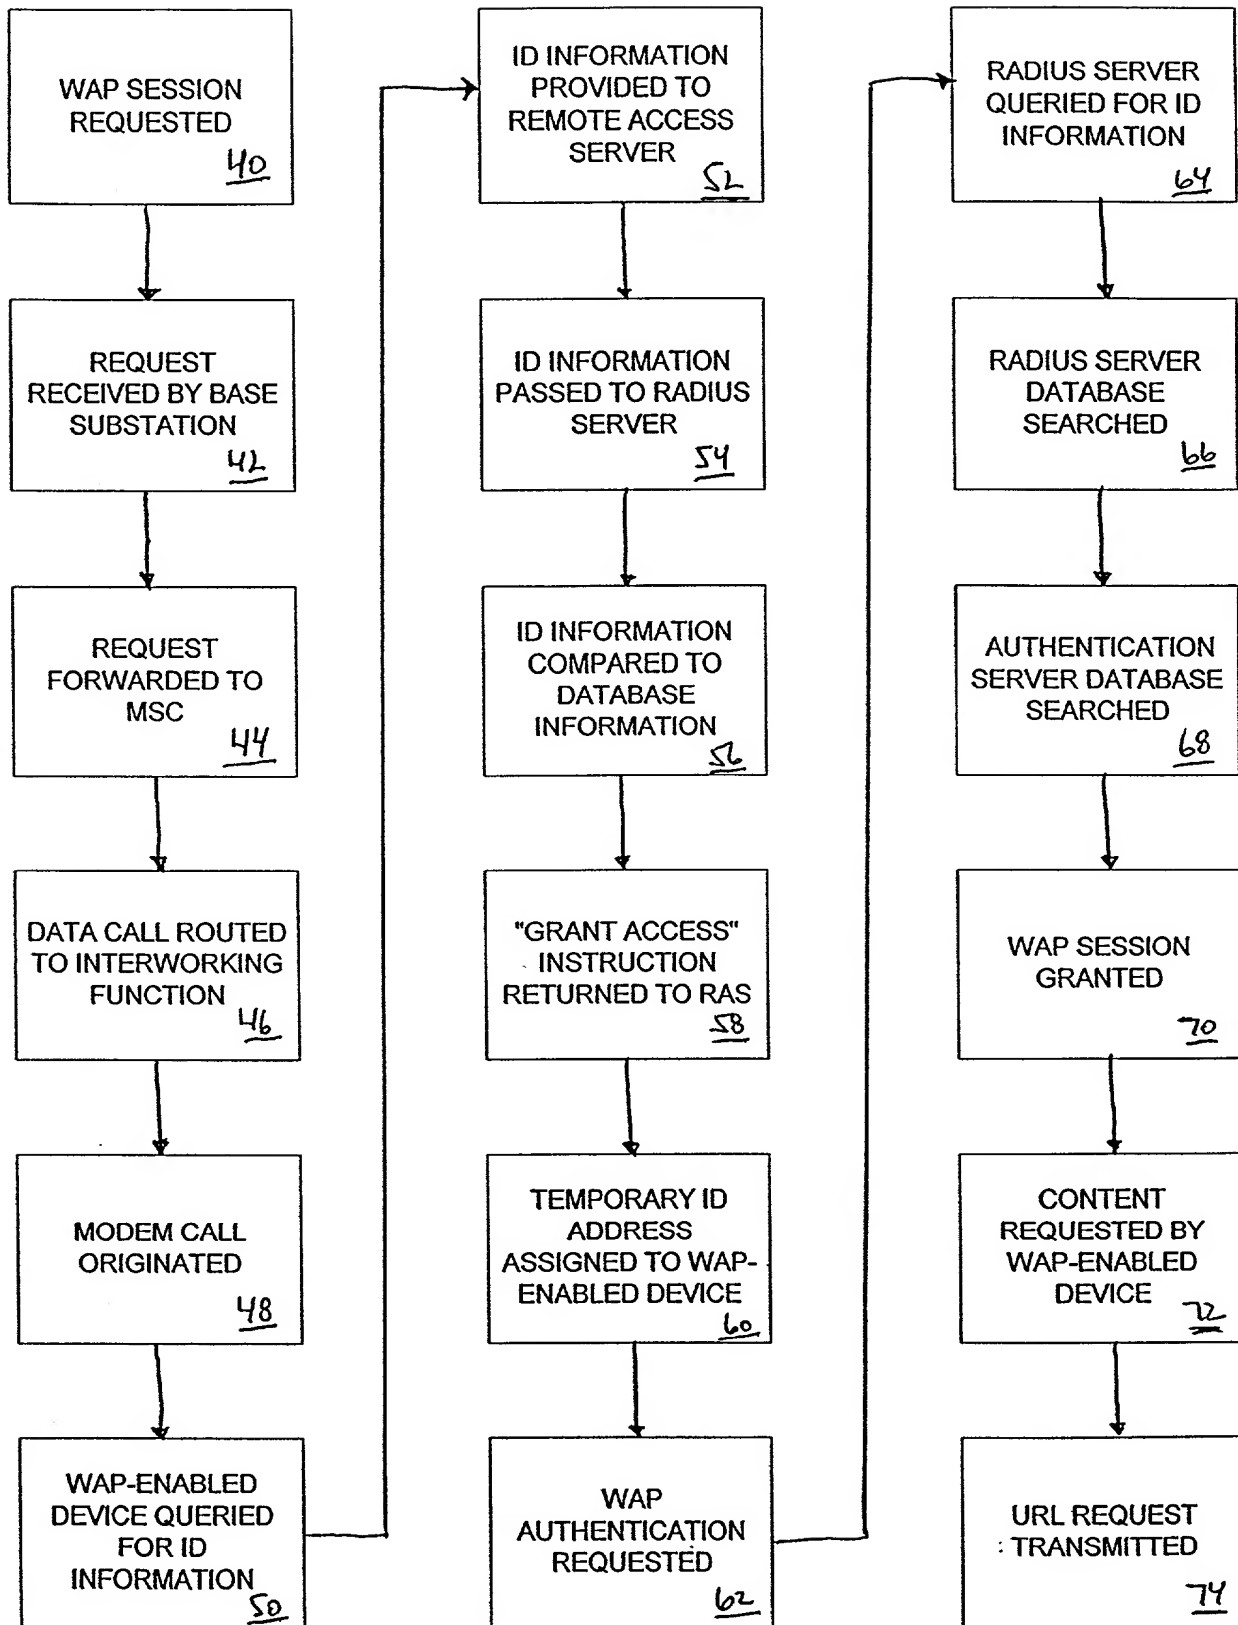 WAP SESSION
REQUESTED
40
REQUEST
RECEIVED BY BASE
SUBSTATION
42
REQUEST
FORWARDED TO
MSC
44
DATA CALL ROUTED
TO INTERWORKING
FUNCTION
46
MODEM CALL
ORIGINATED
48
WAP-ENABLED
DEVICE QUERIED
FOR ID
INFORMATION
50
ID INFORMATION
PROVIDED TO
REMOTE ACCESS
SERVER
52
ID INFORMATION
PASSED TO RADIUS
SERVER
54
ID INFORMATION
COMPARED TO
DATABASE
INFORMATION
56
"GRANT ACCESS"
INSTRUCTION
RETURNED TO RAS
58
TEMPORARY ID
ADDRESS
ASSIGNED TO WAP-
ENABLED DEVICE
60
WAP
AUTHENTICATION
REQUESTED
62
RADIUS SERVER
QUERIED FOR ID
INFORMATION
64
RADIUS SERVER
DATABASE
SEARCHED
66
AUTHENTICATION
SERVER DATABASE
SEARCHED
68
WAP SESSION
GRANTED
70
CONTENT
REQUESTED BY
WAP-ENABLED
DEVICE
72
URL REQUEST
TRANSMITTED
74